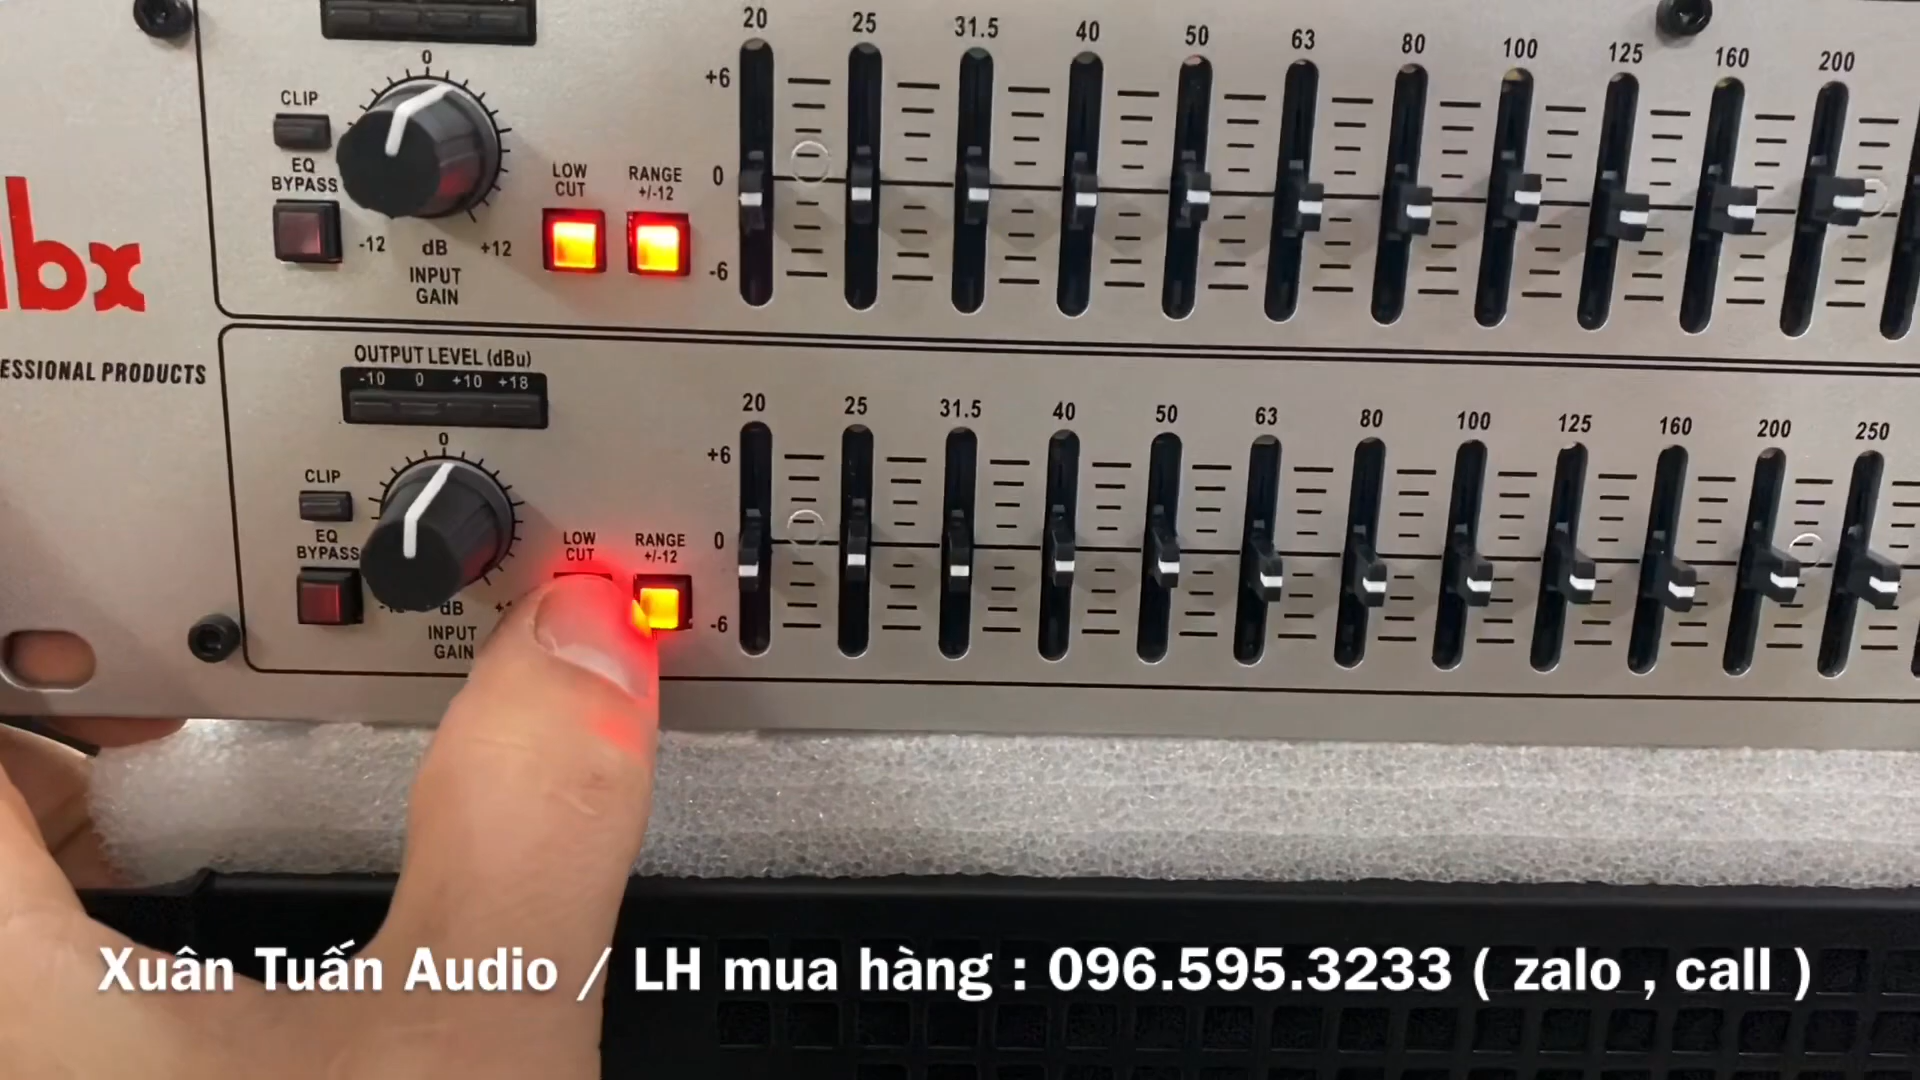 20 25 31.5 40 50 63 80 100 125 160 200
0
CLIP
EQ
BYPASS
-12 dB +12
INPUT
GAIN
LOW
CUT
RANGE
+/-12
+6
0
-6
dbx
ESSIONAL PRODUCTS
OUTPUT LEVEL (dBu)
-10 0 +10 +18
0
CLIP
EQ
BYPASS
dB
INPUT
GAIN
LOW
CUT
RANGE
+/-12
20 25 31.5 40 50 63 80 100 125 160 200 250
+6
0
-6
Xuân Tuấn Audio / LH mua hàng : 096.595.3233 ( zalo , call )